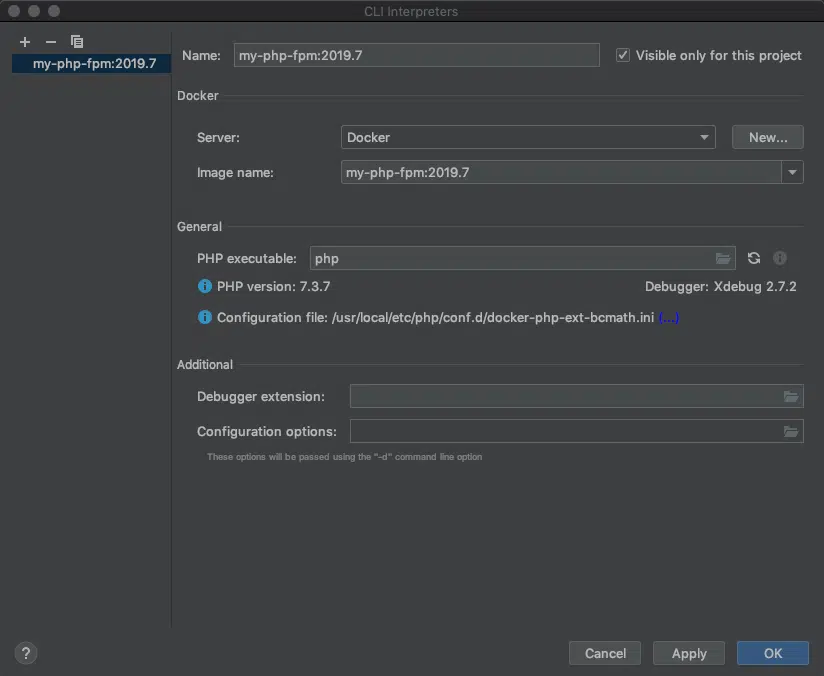 CLI Interpreters
my-php-fpm:2019.7
Name: my-php-fpm:2019.7 Visible only for this project
Docker
Server: Docker New...
Image name: my-php-fpm:2019.7
General
PHP executable: php
PHP version: 7.3.7 Debugger: Xdebug 2.7.2
Configuration file: /usr/local/etc/php/conf.d/docker-php-ext-bcmath.ini (...)
Additional
Debugger extension:
Configuration options:
These options will be passed using the "-d" command line option
? Cancel Apply OK